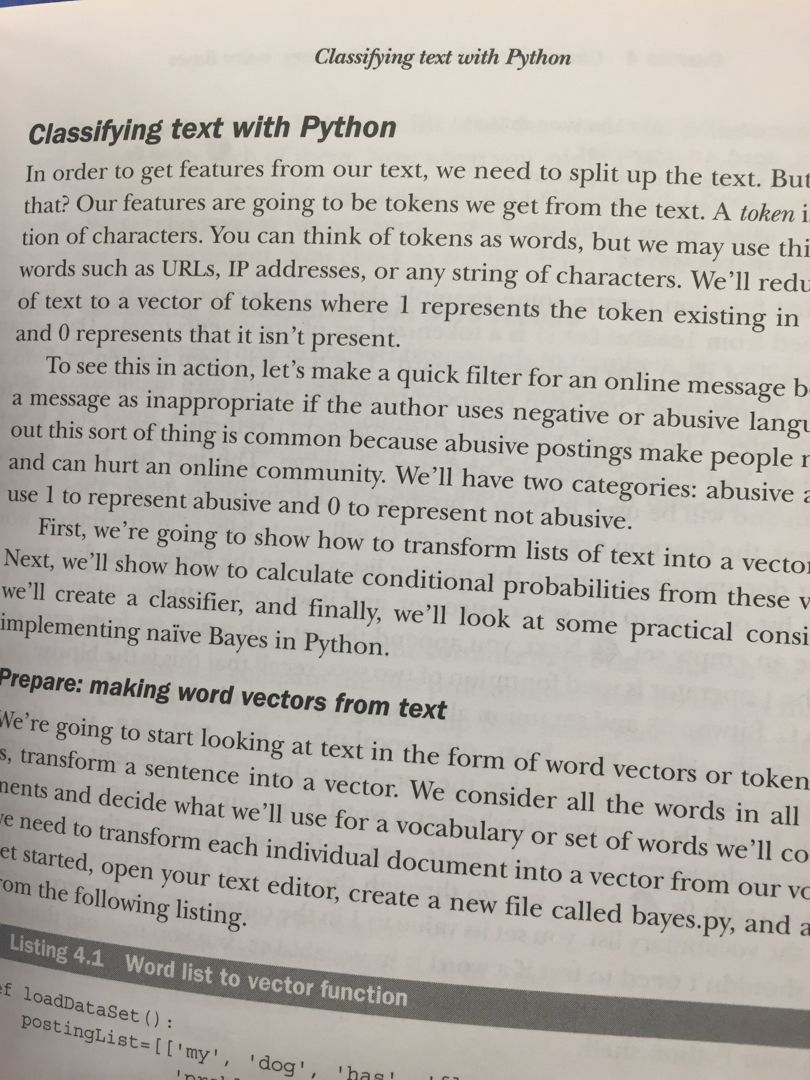 Classifying text with Python
Classifying text with Python
In order to get features from our text, we need to split up the text. But
that? Our features are going to be tokens we get from the text. A token i
tion of characters. You can think of tokens as words, but we may use thi
words such as URLs, IP addresses, or any string of characters. We'll redu
of text to a vector of tokens where 1 represents the token existing in
and 0 represents that it isn't present.
To see this in action, let's make a quick filter for an online message b
a message as inappropriate if the author uses negative or abusive langu
out this sort of thing is common because abusive postings make people
and can hurt an online community. We'll have two categories: abusive a
use 1 to represent abusive and 0 to represent not abusive.
First, we're going to show how to transform lists of text into a vector
Next, we'll show how to calculate conditional probabilities from these v
we'll create a classifier, and finally, we'll look at some practical consi
implementing naïve Bayes in Python.
Prepare: making word vectors from text
We're going to start looking at text in the form of word vectors or token
s, transform a sentence into a vector. We consider all the words in all
ments and decide what we'll use for a vocabulary or set of words we'll co
ve need to transform each individual document into a vector from our vo
et started, open your text editor, create a new file called bayes.py, and a
rom the following listing.
Listing 4.1 Word list to vector function
ef loadDataSet():
postingList=[['my', 'dog', 'has',